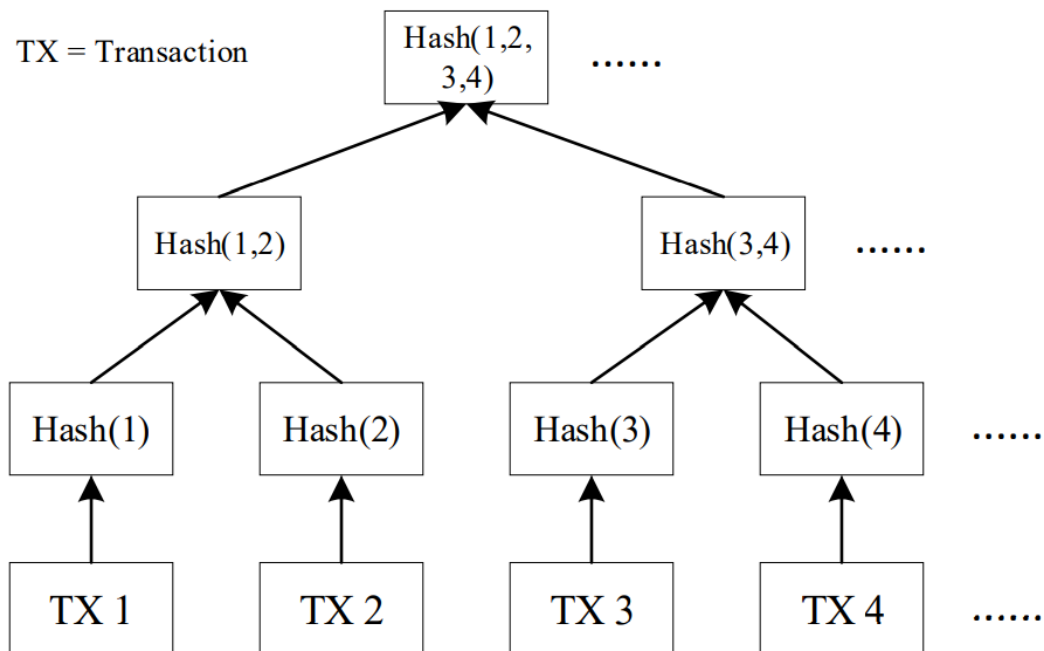 TX = Transaction
Hash(1,2,
3,4)
......
Hash(1,2)
Hash(3,4)
......
Hash(1)
Hash(2)
Hash(3)
Hash(4)
......
TX 1
TX 2
TX 3
TX 4
......